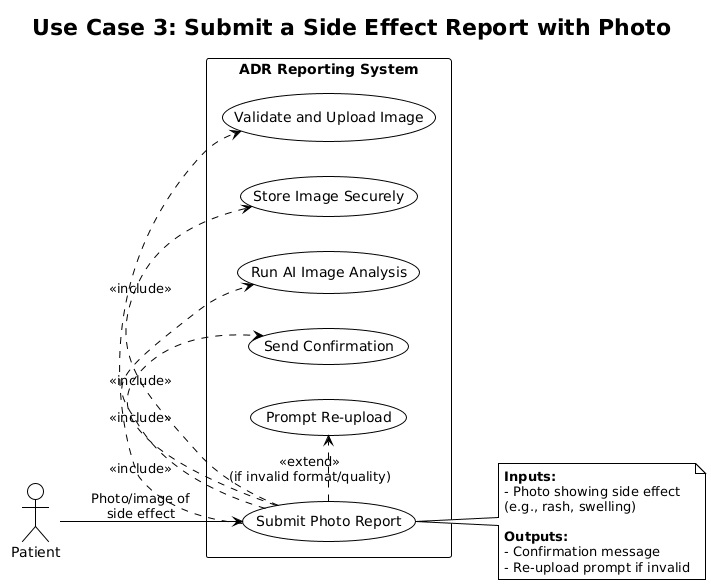 Use Case 3: Submit a Side Effect Report with Photo
ADR Reporting System
Validate and Upload Image
Store Image Securely
Run AI Image Analysis
«include»
Send Confirmation
«include»
«include»
Prompt Re-upload
«include»
«extend»
(if invalid format/quality)
Photo/image of
side effect
Submit Photo Report
Patient
Inputs:
- Photo showing side effect
(e.g., rash, swelling)
Outputs:
- Confirmation message
- Re-upload prompt if invalid